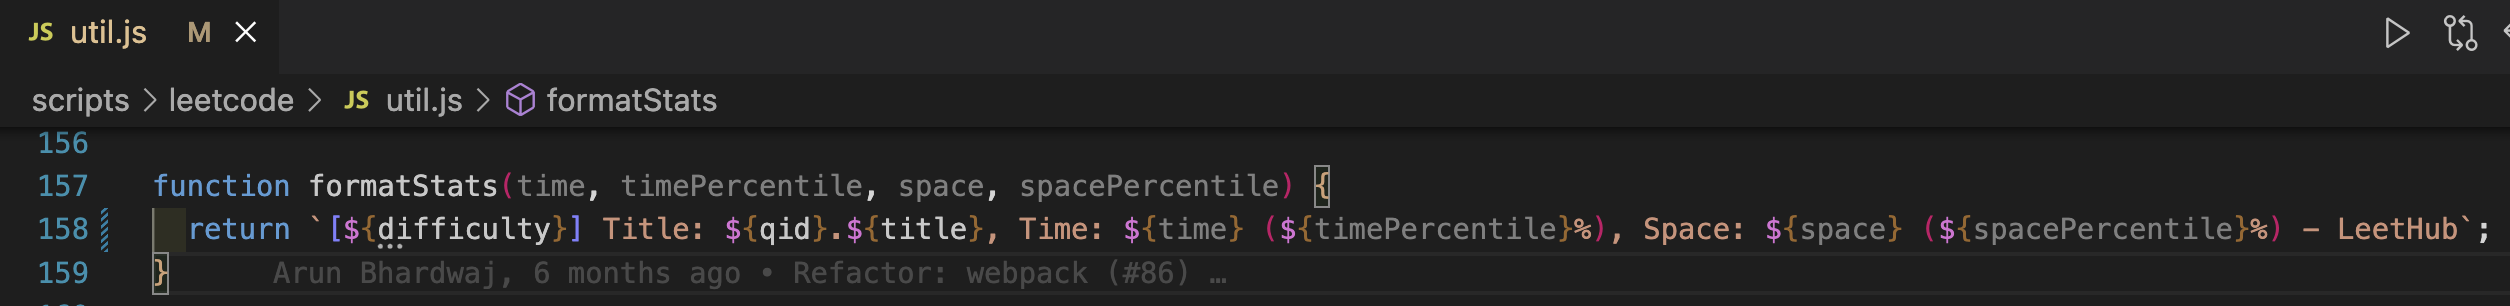 JS util.js M
scripts > leetcode > JS util.js > formatStats
156
157 function formatStats(time, timePercentile, space, spacePercentile) {
158 return `[${difficulty}] Title: ${qid}.${title}, Time: ${time} (${timePercentile}%), Space: ${space} (${spacePercentile}%) - LeetHub`;
159 } Arun Bhardwaj, 6 months ago • Refactor: webpack (#86) …